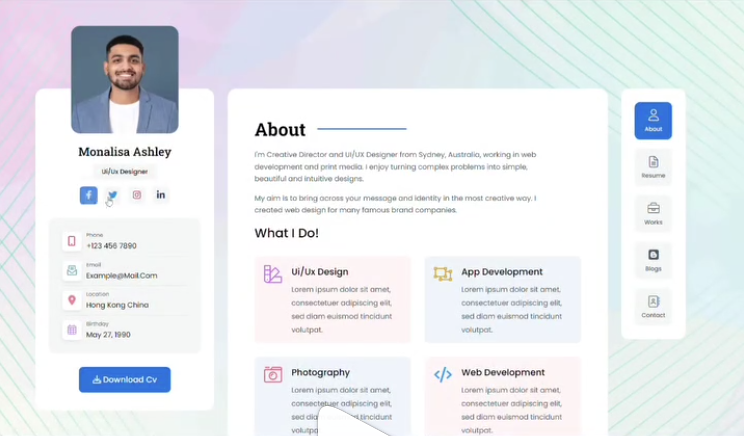 Monalisa Ashley
Ui/Ux Designer
f
in
Phone
+123 456 7890
Email
Example@Mail.Com
Location
Hong Kong China
Birthday
May 27, 1990
Download Cv
About
I'm Creative Director and UI/UX Designer from Sydney, Australia, working in web
development and print media. I enjoy turning complex problems into simple,
beautiful and intuitive designs.
My aim is to bring across your message and identity in the most creative way. I
created web design for many famous brand companies.
What I Do!
Ui/Ux Design
Lorem ipsum dolor sit amet,
consectetuer adipiscing elit,
sed diam euismod tincidunt
volutpat.
App Development
Lorem ipsum dolor sit amet,
consectetuer adipiscing elit,
sed diam euismod tincidunt
volutpat.
Photography
Lorem ipsum dolor sit amet,
consectetuer adipiscing elit,
sed tincidunt
Web Development
Lorem ipsum dolor sit amet,
consectetuer adipiscing elit,
sed diam euismod tincidunt
volutpat.
About
Resume
Works
Blogs
Contact